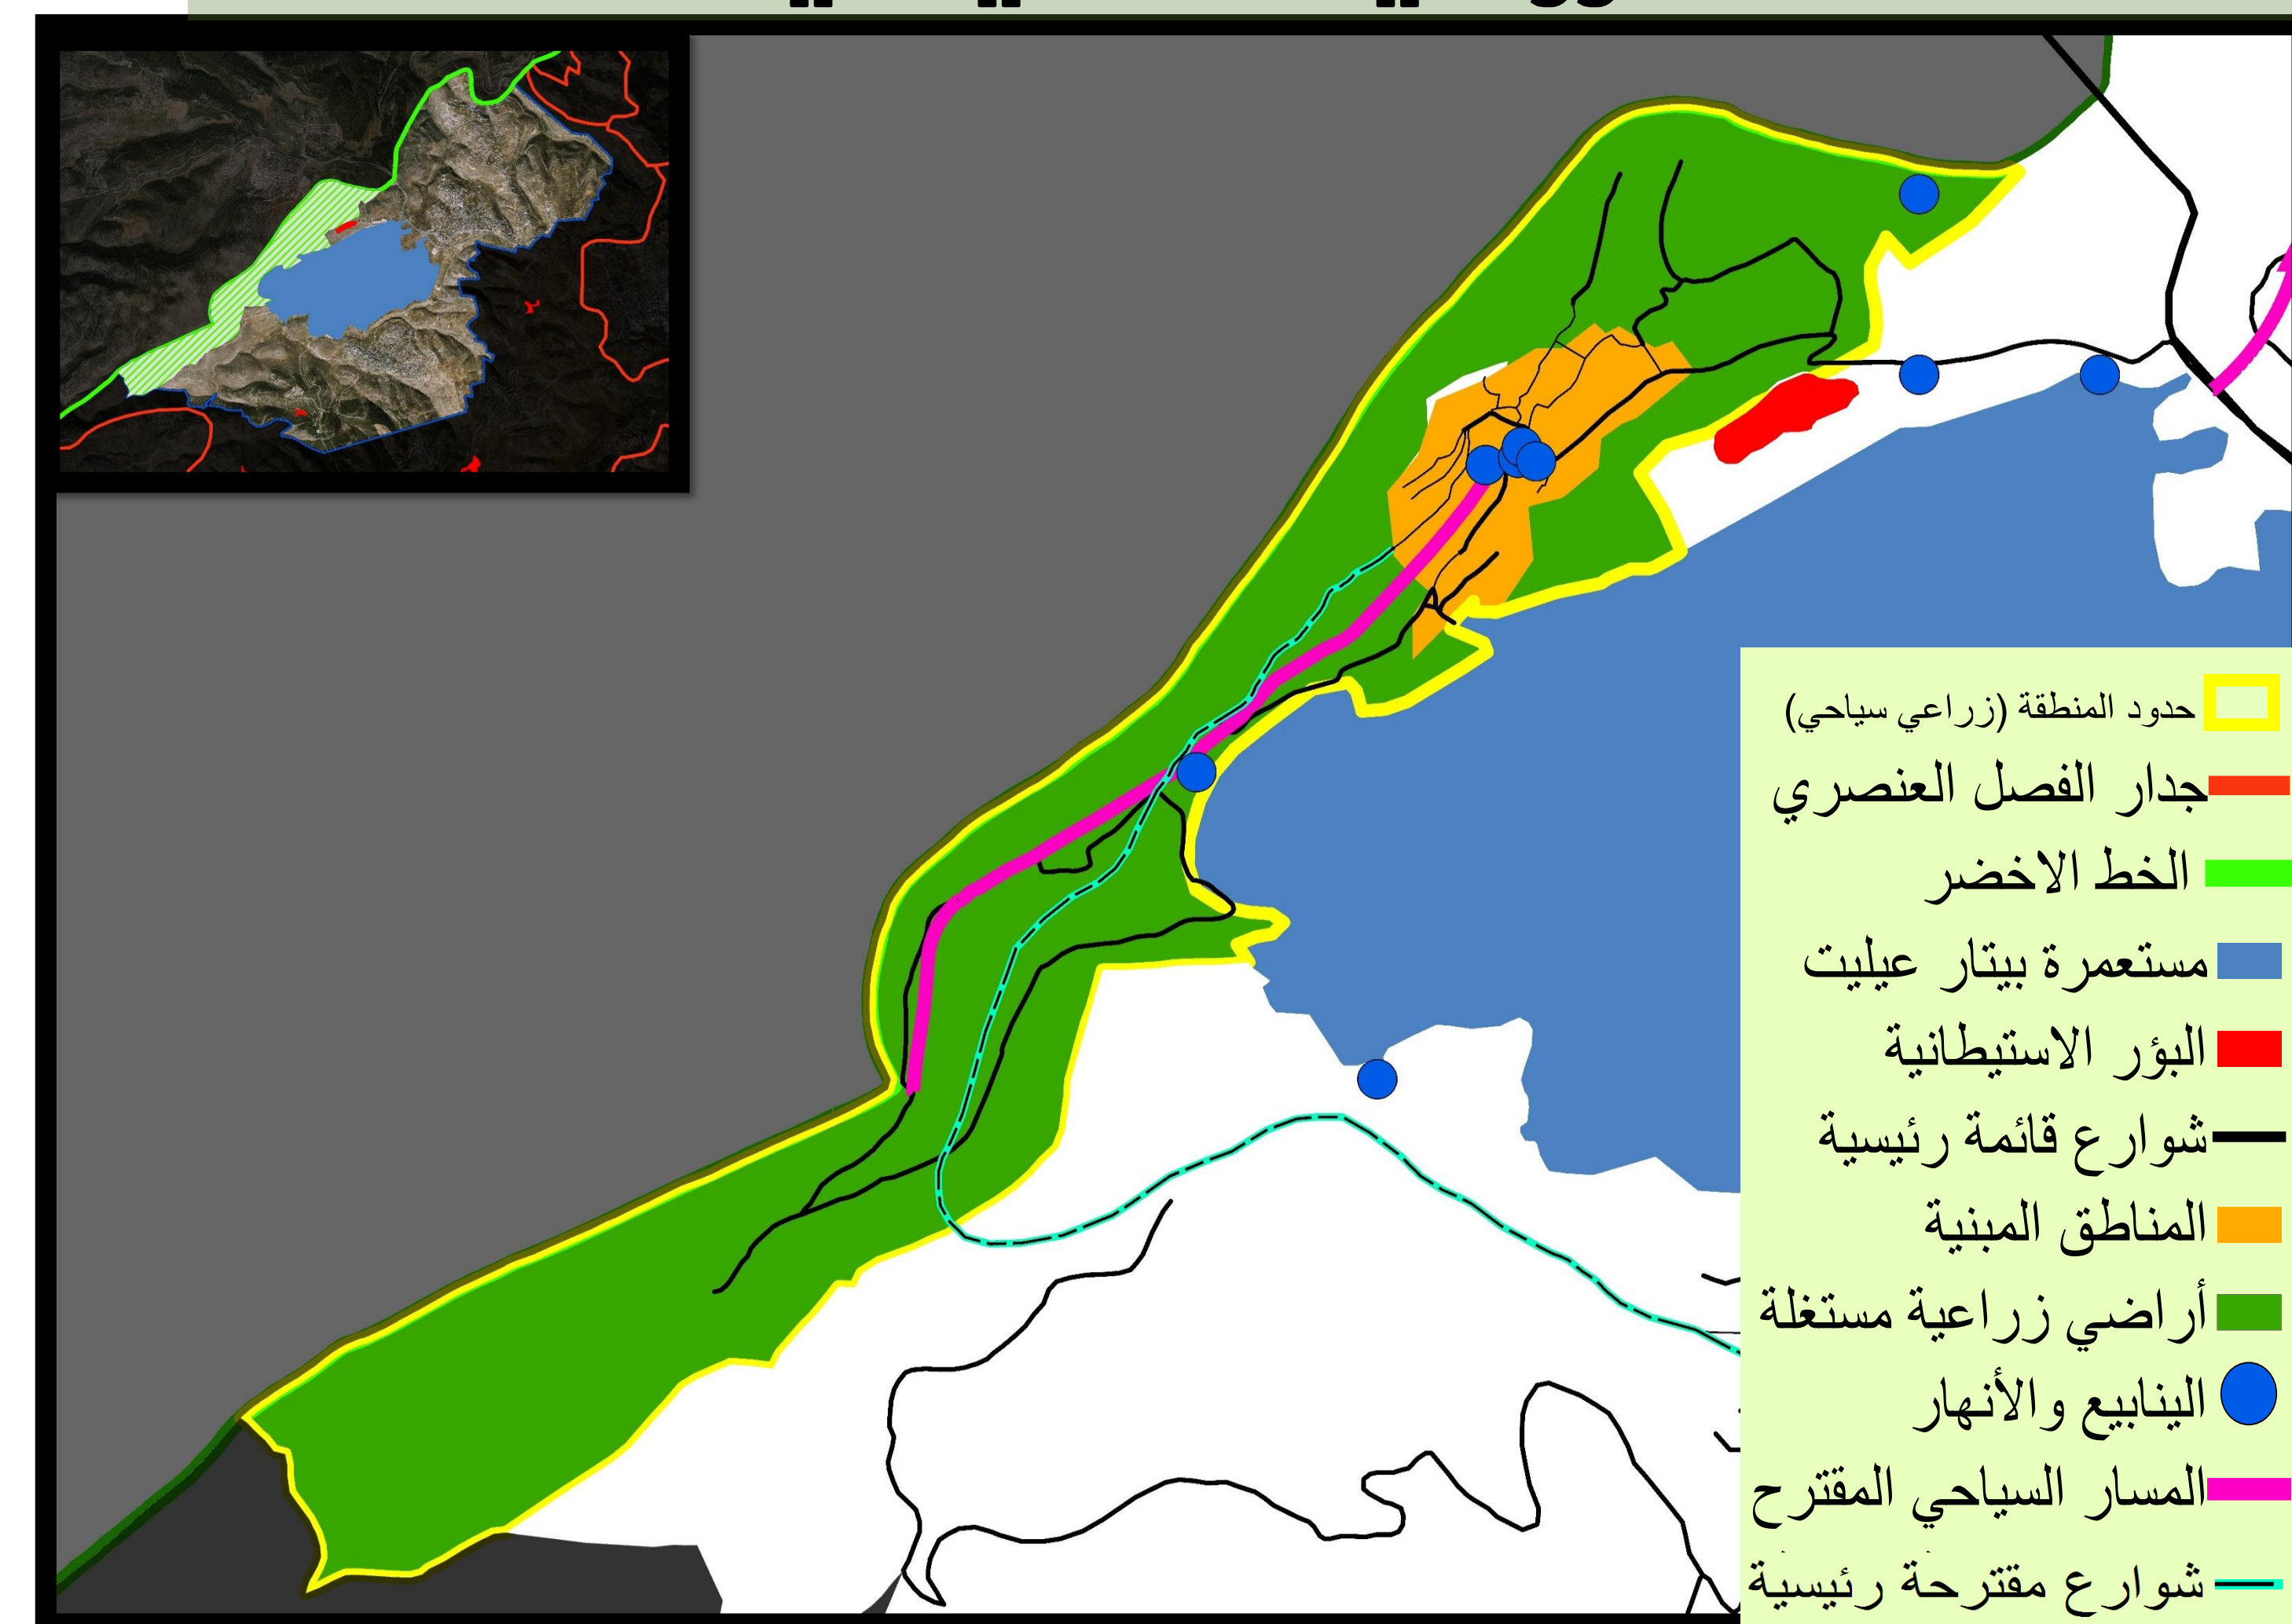 حدود المنطقة (زراعي سياحي)
جدار الفصل العنصري
الخط الاخضر
مستعمرة بيتار عيليت
البؤر الاستيطانية
شوارع قائمة رئيسية
المناطق المبنية
أراضي زراعية مستغلة
الينابيع والأنهار
المسار السياحي المقترح
شوارع مقترحة رئيسية